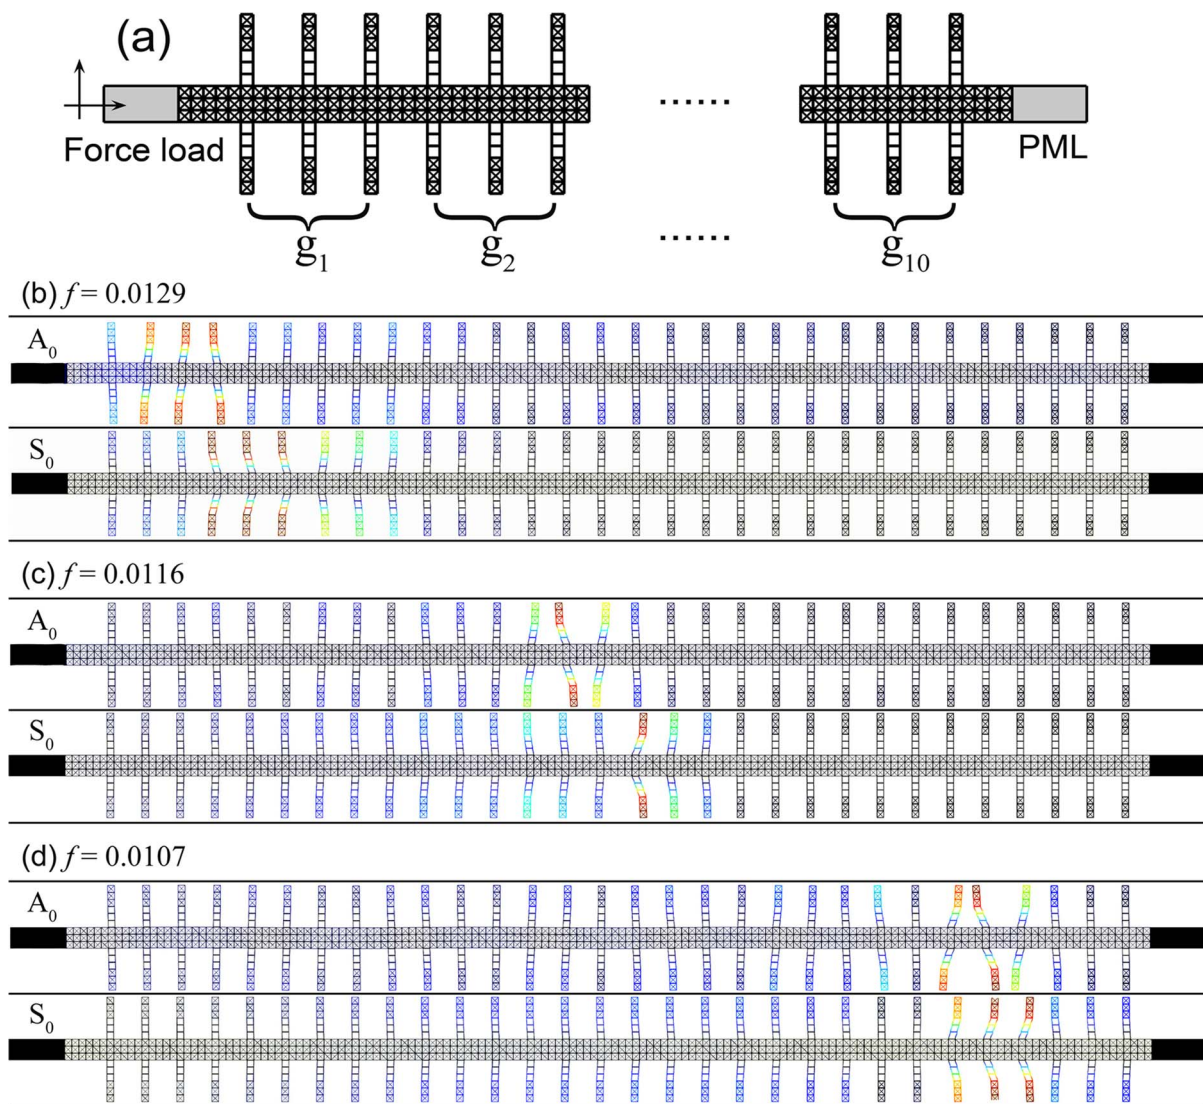 (a)
Force load
......
PML
g1
g2
......
g10
(b) f = 0.0129
A0
S0
(c) f = 0.0116
A0
S0
(d) f = 0.0107
A0
S0